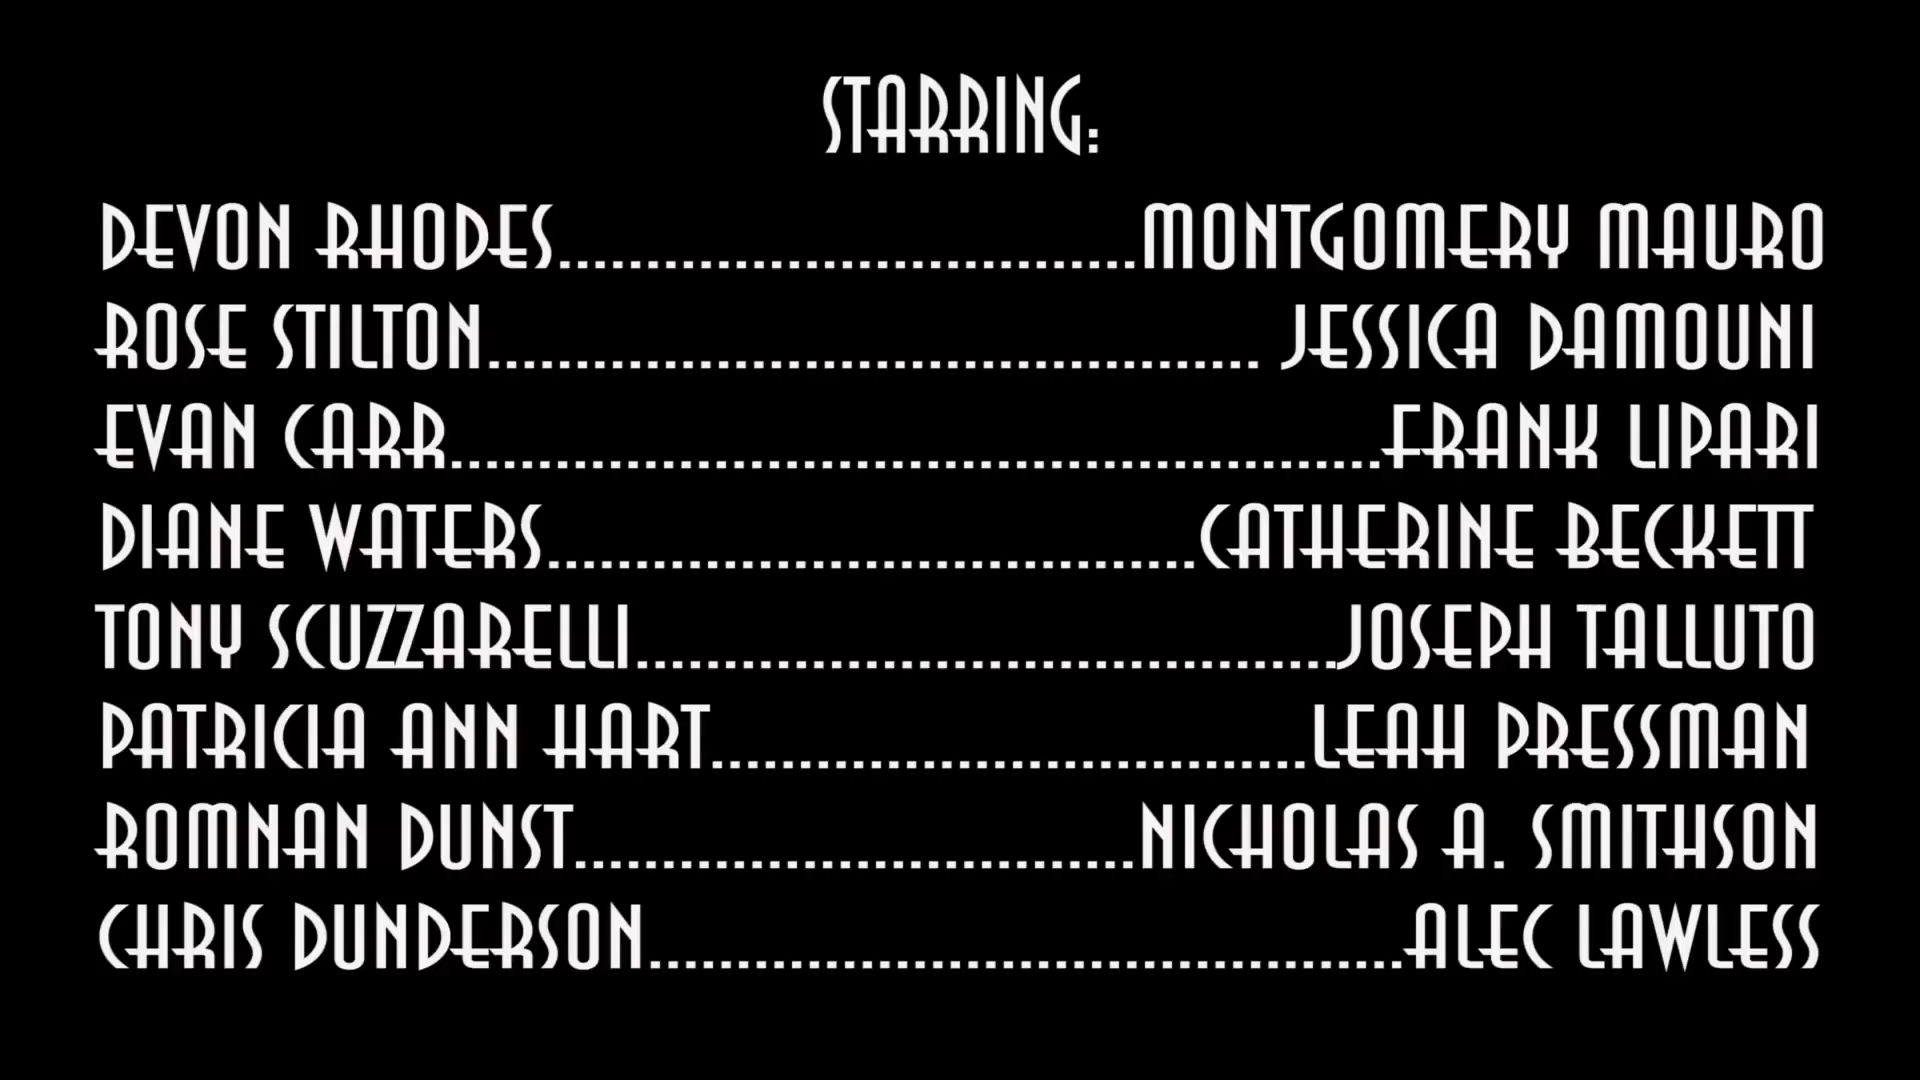 STARRING:
DEVON RHODES........................................MONTGOMERY MAURO
ROSE STILTON...................................................... JESSICA DAMOUNI
EVAN CARR.................................................................FRANK LIPARI
DIANE WATERS.............................................CATHERINE BECKETT
TONY SCUZZARELLI.................................................JOSEPH TALLUTO
PATRICIA ANN HART.........................................LEAH PRESSMAN
ROMNAN DUNST.......................................NICHOLAS A. SMITHSON
CHRIS DUNDERSON.....................................................ALEC LAWLESS